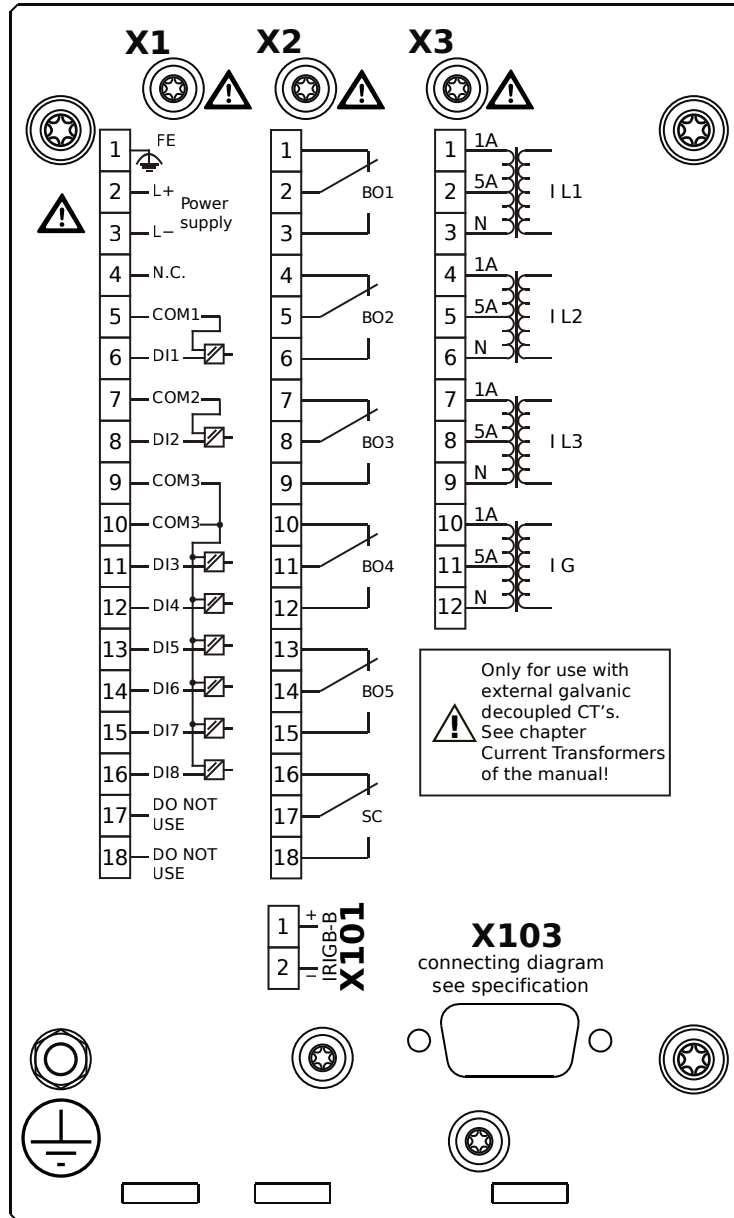 X1 X2 X3
1 FE
2 L+
Power
supply
3 L−
4 N.C.
5 COM1
6 DI1
7 COM2
8 DI2
9 COM3
10 COM3
11 DI3
12 DI4
13 DI5
14 DI6
15 DI7
16 DI8
17 DO NOT
USE
18 DO NOT
USE
1
2 BO1
3
4
5 BO2
6
7
8 BO3
9
10
11 BO4
12
13
14 BO5
15
16
17 SC
18
1 1A
2 5A I L1
3 N
4 1A
5 5A I L2
6 N
7 1A
8 5A I L3
9 N
10 1A
11 5A I G
12 N
!
!
!
!
!
Only for use with
external galvanic
decoupled CT's.
See chapter
Current Transformers
of the manual!
1 +
2 −
IRIGB-B
X101
X103
connecting diagram
see specification